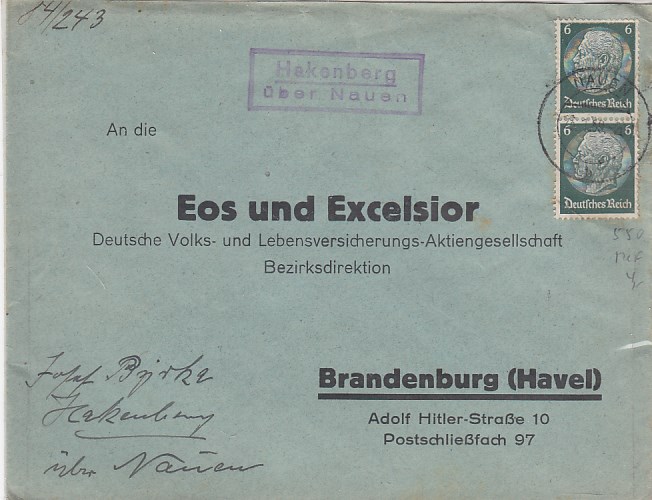 84/243
Hakenberg
über Nauen
6 6
Deutsches Reich
6 6
Deutsches Reich
An die
Eos und Excelsior
Deutsche Volks- und Lebensversicherungs-Aktiengesellschaft
Bezirksdirektion
550
Josef
Hakenberg
über Nauen
Brandenburg (Havel)
Adolf Hitler-Straße 10
Postschließfach 97